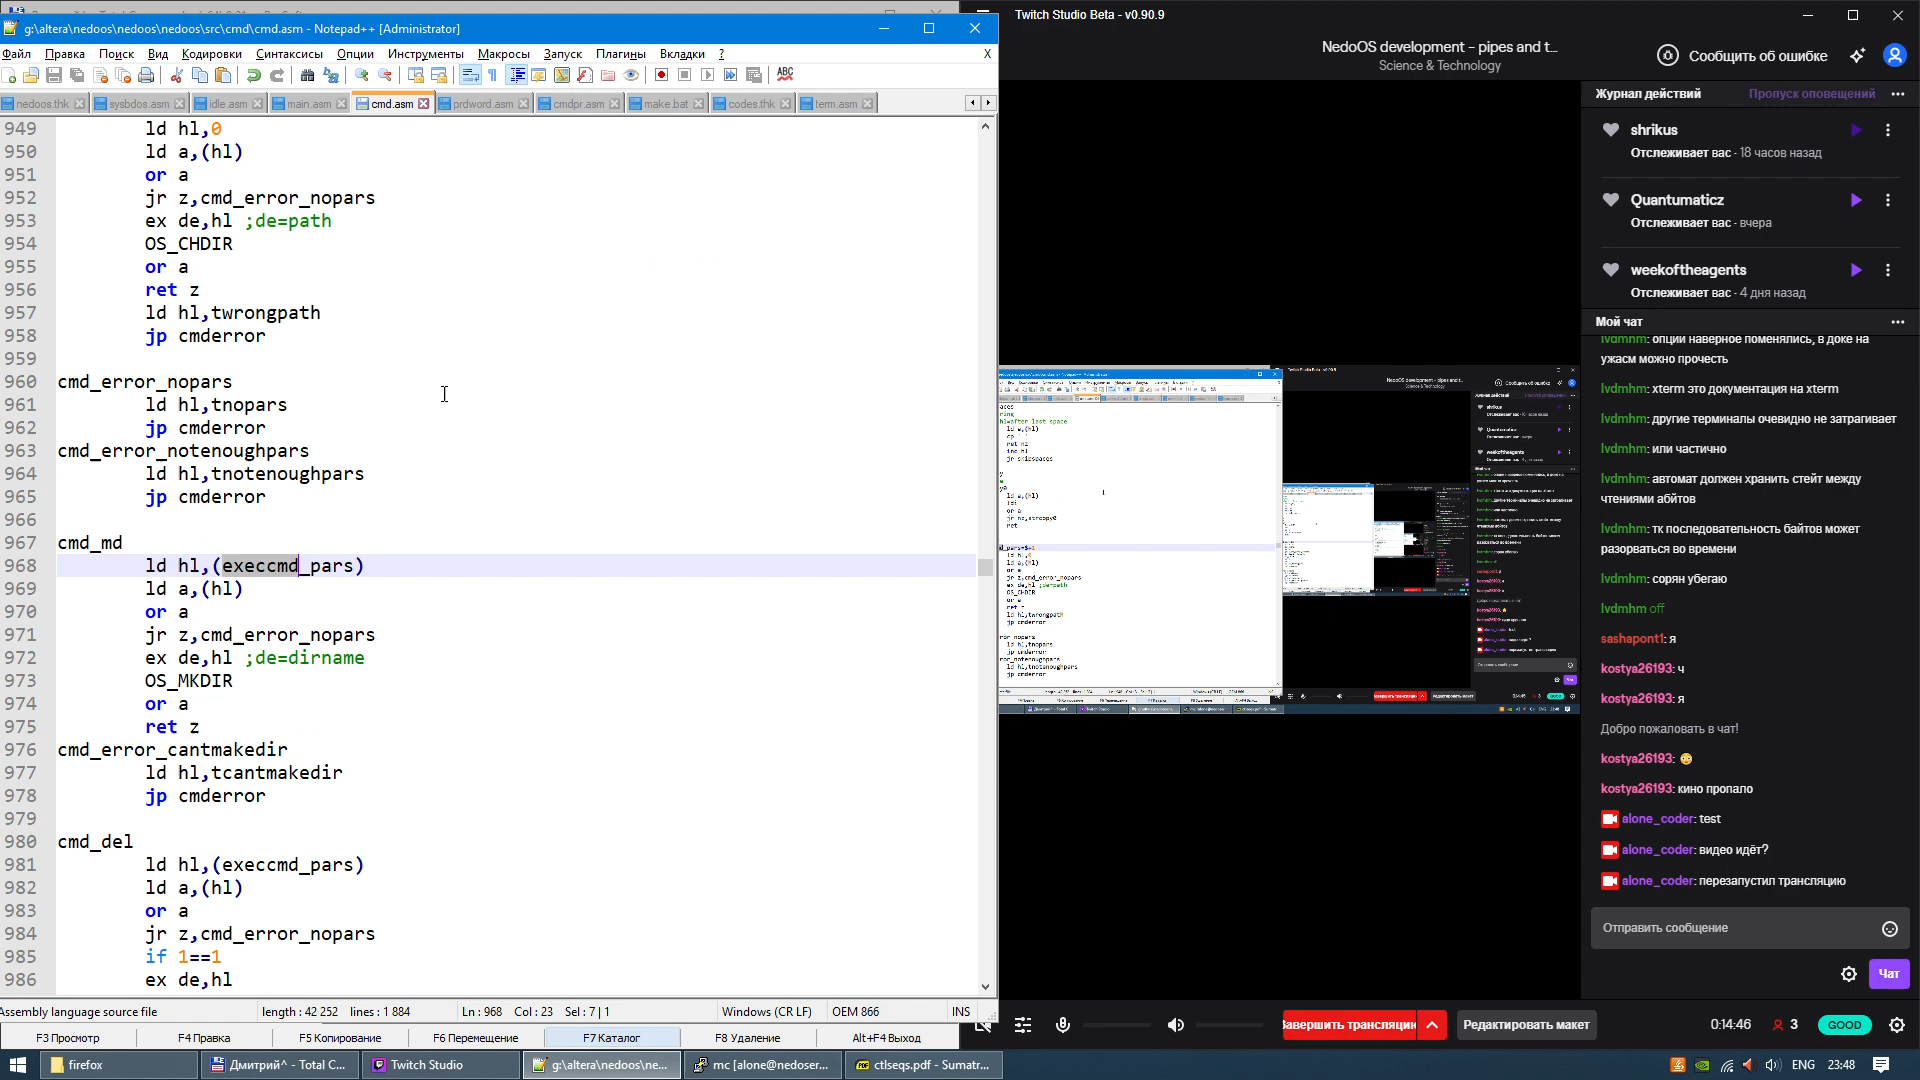 g:\altera\nedoos\nedoos\nedoos\src\cmd\cmd.asm - Notepad++ [Administrator]
Файл Правка Поиск Вид Кодировки Синтаксисы Опции Инструменты Макросы Запуск Плагины Вкладки ? X
nedoos.thk sysbdos.asm idle.asm main.asm cmd.asm prdword.asm cmdpr.asm make.bat codes.thk term.asm
949 ld hl,0
950 ld a,(hl)
951 or a
952 jr z,cmd_error_nopars
953 ex de,hl ;de=path
954 OS_CHDIR
955 or a
956 ret z
957 ld hl,twrongpath
958 jp cmderror
959
960 cmd_error_nopars
961 ld hl,tnopars
962 jp cmderror
963 cmd_error_notenoughpars
964 ld hl,tnotenoughpars
965 jp cmderror
966
967 cmd_md
968 ld hl,(execcmd_pars)
969 ld a,(hl)
970 or a
971 jr z,cmd_error_nopars
972 ex de,hl ;de=dirname
973 OS_MKDIR
974 or a
975 ret z
976 cmd_error_cantmakedir
977 ld hl,tcantmakedir
978 jp cmderror
979
980 cmd_del
981 ld hl,(execcmd_pars)
982 ld a,(hl)
983 or a
984 jr z,cmd_error_nopars
985 if 1==1
986 ex de,hl
Assembly language source file length : 42 252 lines : 1 884 Ln : 968 Col : 23 Sel : 7 | 1 Windows (CR LF) OEM 866 INS
F3 Просмотр F4 Правка F5 Копирование F6 Перемещение F7 Каталог F8 Удаление Alt+F4 Выход
Twitch Studio Beta - v0.90.9
NedoOS development - pipes and t...
Science & Technology
Сообщить об ошибке
Журнал действий Пропуск оповещений
shrikus
Отслеживает вас - 18 часов назад
Quantumaticz
Отслеживает вас - вчера
weekoftheagents
Отслеживает вас - 4 дня назад
Мой чат
lvdmhm: опции наверное поменялись, в доке на
ужасм можно прочесть
lvdmhm: xterm это документация на xterm
lvdmhm: другие терминалы очевидно не затрагивает
lvdmhm: или частично
lvdmhm: автомат должен хранить стейт между
чтениями абйтов
lvdmhm: тк последовательность байтов может
разорваться во времени
lvdmhm: сорян убегаю
lvdmhm off
sashapont1: я
kostya26193: ч
kostya26193: я
Добро пожаловать в чат!
kostya26193: 😳
kostya26193: кино пропало
alone_coder: test
alone_coder: видео идёт?
alone_coder: перезапустил трансляцию
Отправить сообщение
Чат
Завершить трансляцию Редактировать макет 0:14:46 3 GOOD
firefox Дмитрий^ - Total C... Twitch Studio g:\altera\nedoos\ne... mc [alone@nedoser... ctlseqs.pdf - Sumatr... ENG 23:48